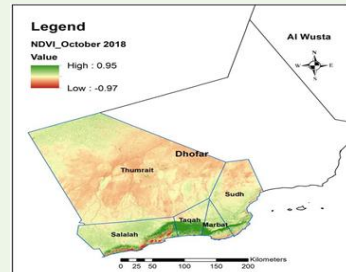 Legend
NDVI_October 2018
Value
High : 0.95
Low : -0.97
Al Wusta
N
W E
S
Dhofar
Thumrait
Sudh
Taqah
Marbat
Salalah
Kilometers
0 25 50 100 150 200